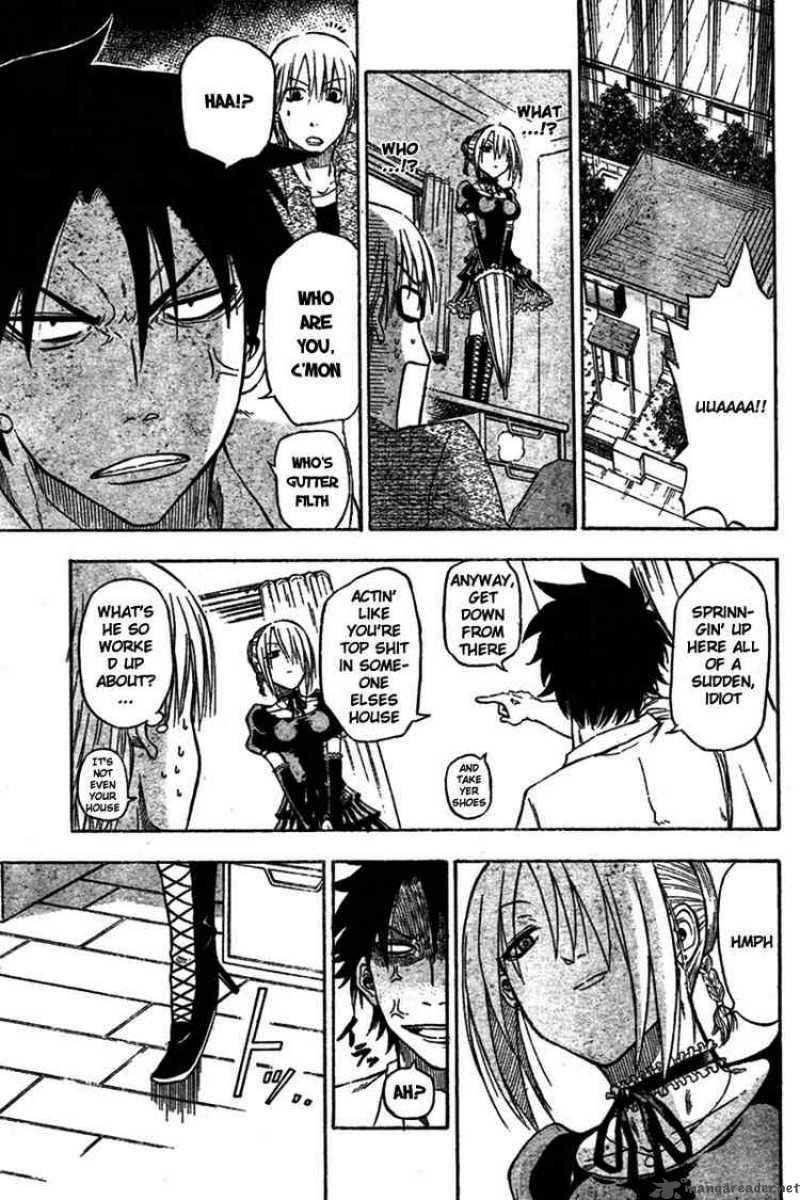 UUAAAA!!
WHAT
...!?
WHO
...!?
HAA!?
WHO
ARE
YOU,
C'MON
WHO'S
GUTTER
FILTH
SPRINN-
GIN' UP
HERE ALL
OF A
SUDDEN,
IDIOT
ANYWAY,
GET
DOWN
FROM
THERE
AND
TAKE
YER
SHOES
ACTIN'
LIKE
YOU'RE
TOP SHIT
IN SOME-
ONE
ELSES
HOUSE
WHAT'S
HE SO
WORKE
D UP
ABOUT?
...
IT'S
NOT
EVEN
YOUR
HOUSE
HMPH
AH?
トッ
mangareader.net